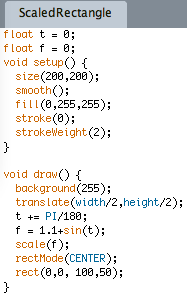 ScaledRectangle
float t = 0;
float f = 0;
void setup() {
  size(200,200);
  smooth();
  fill(0,255,255);
  stroke(0);
  strokeWeight(2);
}

void draw() {
  background(255);
  translate(width/2,height/2);
  t += PI/180;
  f = 1.1+sin(t);
  scale(f);
  rectMode(CENTER);
  rect(0,0, 100,50);
}